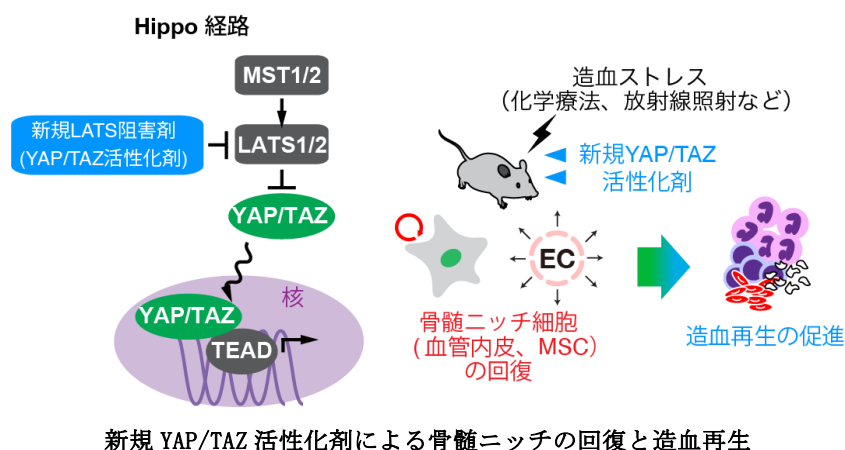 Hippo 経路
MST1/2
新規LATS阻害剤
(YAP/TAZ活性化剤)
LATS1/2
YAP/TAZ
核
YAP/TAZ
TEAD
造血ストレス
（化学療法、放射線照射など）
新規YAP/TAZ
活性化剤
EC
骨髄ニッチ細胞
( 血管内皮、MSC）
の回復
造血再生の促進
新規 YAP/TAZ 活性化剤による骨髄ニッチの回復と造血再生